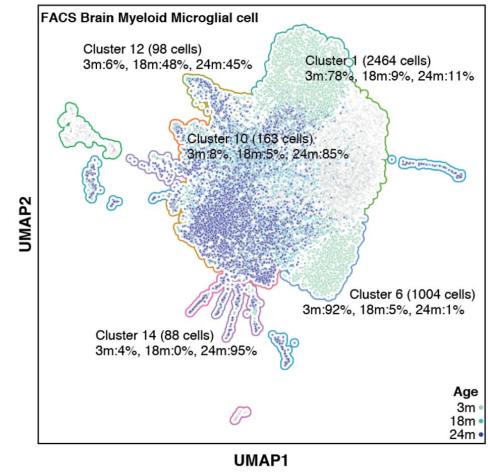 FACS Brain Myeloid Microglial cell
Cluster 12 (98 cells)
3m:6%, 18m:48%, 24m:45%
Cluster 1 (2464 cells)
3m:78%, 18m:9%, 24m:11%
Cluster 10 (163 cells)
3m:8%, 18m:5%, 24m:85%
Cluster 6 (1004 cells)
3m:92%, 18m:5%, 24m:1%
Cluster 14 (88 cells)
3m:4%, 18m:0%, 24m:95%
Age
3m
18m
24m
UMAP2
UMAP1